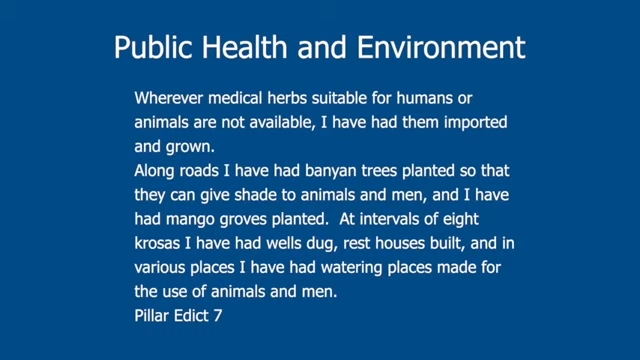 Public Health and Environment
Wherever medical herbs suitable for humans or
animals are not available, I have had them imported
and grown.
Along roads I have had banyan trees planted so that
they can give shade to animals and men, and I have
had mango groves planted.  At intervals of eight
krosas I have had wells dug, rest houses built, and in
various places I have had watering places made for
the use of animals and men.
Pillar Edict 7